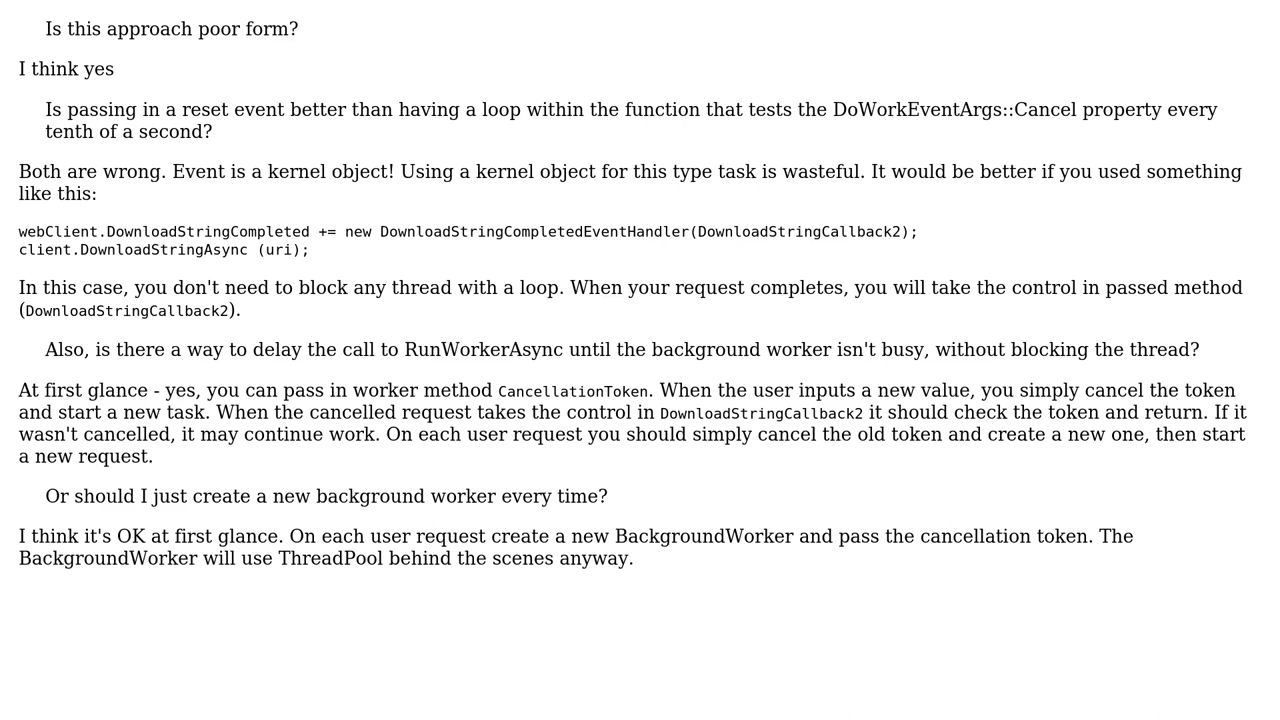 Is this approach poor form?
I think yes
Is passing in a reset event better than having a loop within the function that tests the DoWorkEventArgs::Cancel property every
tenth of a second?
Both are wrong. Event is a kernel object! Using a kernel object for this type task is wasteful. It would be better if you used something
like this:
webClient.DownloadStringCompleted += new DownloadStringCompletedEventHandler(DownloadStringCallback2);
client.DownloadStringAsync (uri);
In this case, you don't need to block any thread with a loop. When your request completes, you will take the control in passed method
(DownloadStringCallback2).
Also, is there a way to delay the call to RunWorkerAsync until the background worker isn't busy, without blocking the thread?
At first glance - yes, you can pass in worker method CancellationToken. When the user inputs a new value, you simply cancel the token
and start a new task. When the cancelled request takes the control in DownloadStringCallback2 it should check the token and return. If it
wasn't cancelled, it may continue work. On each user request you should simply cancel the old token and create a new one, then start
a new request.
Or should I just create a new background worker every time?
I think it's OK at first glance. On each user request create a new BackgroundWorker and pass the cancellation token. The
BackgroundWorker will use ThreadPool behind the scenes anyway.